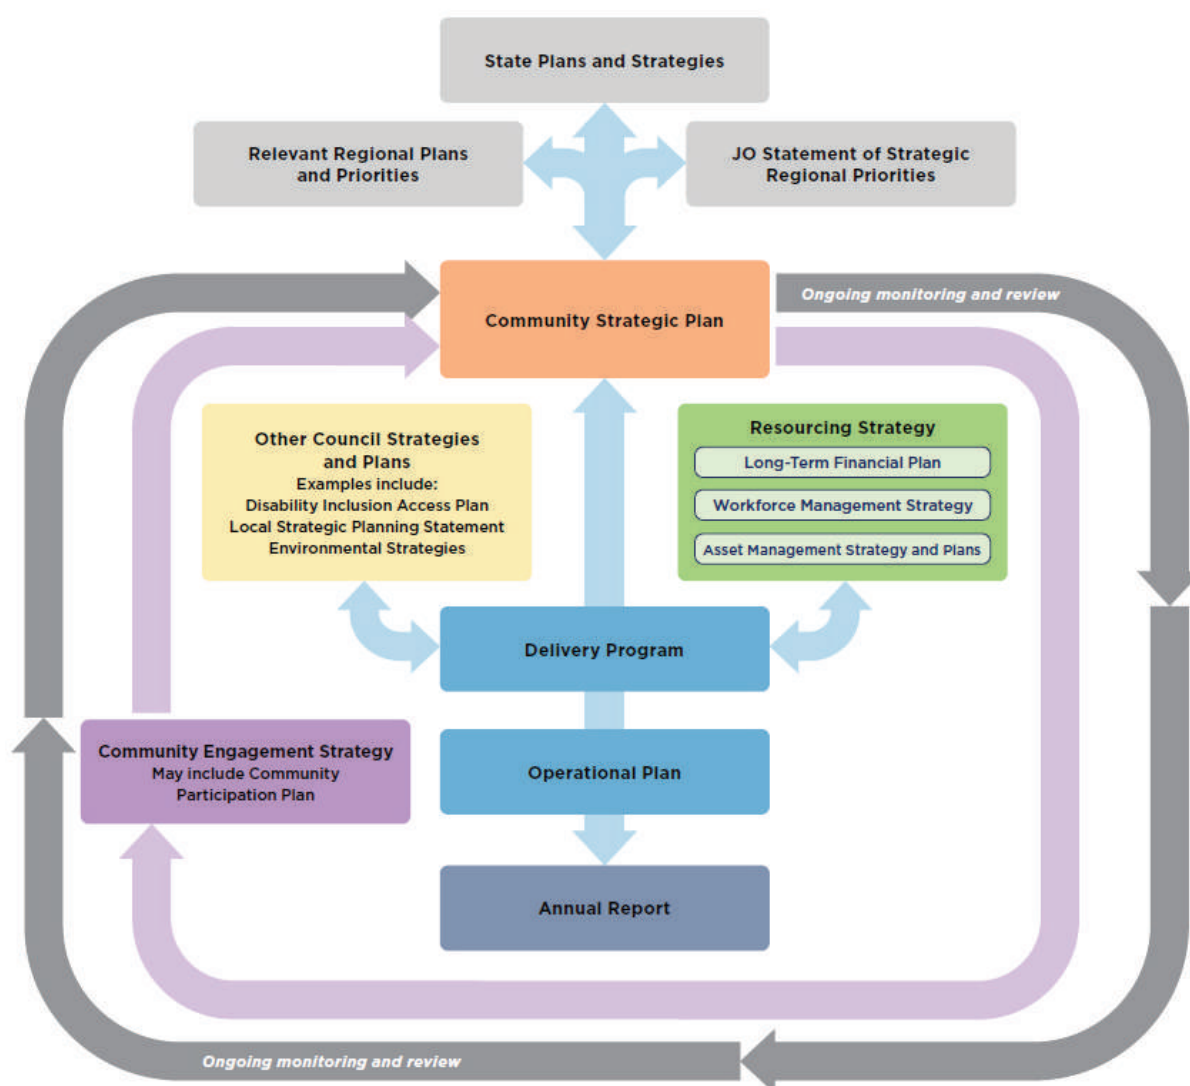 State Plans and Strategies
Relevant Regional Plans
and Priorities
JO Statement of Strategic
Regional Priorities
Community Strategic Plan
Ongoing monitoring and review
Other Council Strategies
and Plans
Examples include:
Disability Inclusion Access Plan
Local Strategic Planning Statement
Environmental Strategies
Resourcing Strategy
Long-Term Financial Plan
Workforce Management Strategy
Asset Management Strategy and Plans
Delivery Program
Community Engagement Strategy
May include Community
Participation Plan
Operational Plan
Annual Report
Ongoing monitoring and review